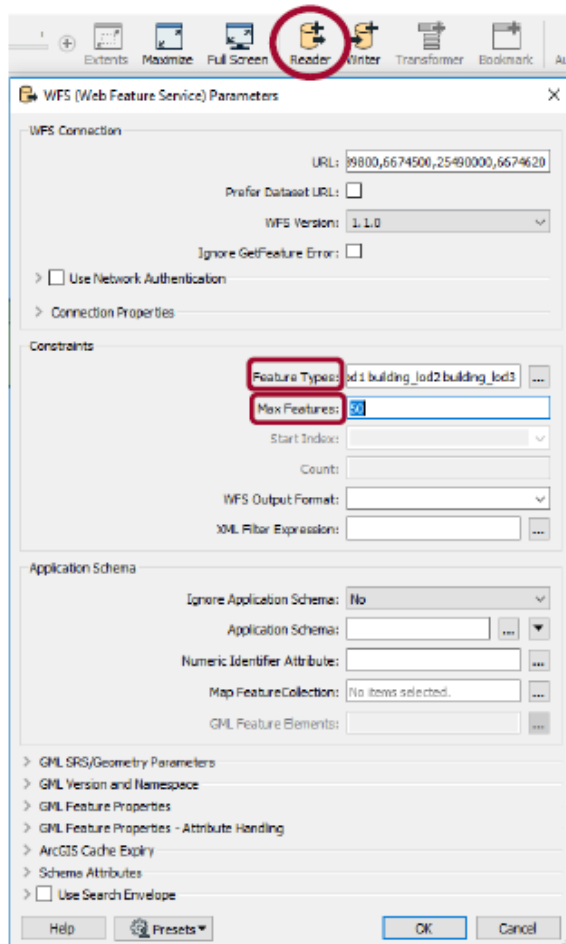 Extents Maximize Full Screen Reader Writer Transformer Bookmark
WFS (Web Feature Service) Parameters
WFS Connection
URL: 99800,6674500,25490000,6674620
Prefer Dataset URL:
WFS Version: 1.1.0
Ignore GetFeature Error:
Use Network Authentication
Connection Properties
Constraints
Feature Types: od1 building_lod2 building_lod3 ...
Max Features: 50
Start Index:
Count:
WFS Output Format:
XML Filter Expression: ...
Application Schema
Ignore Application Schema: No
Application Schema: ...
Numeric Identifier Attribute: ...
Map FeatureCollection: No items selected. ...
GML Feature Elements: ...
GML SRS/Geometry Parameters
GML Version and Namespace
GML Feature Properties
GML Feature Properties - Attribute Handling
ArcGIS Cache Expiry
Schema Attributes
Use Search Envelope
Help Presets OK Cancel